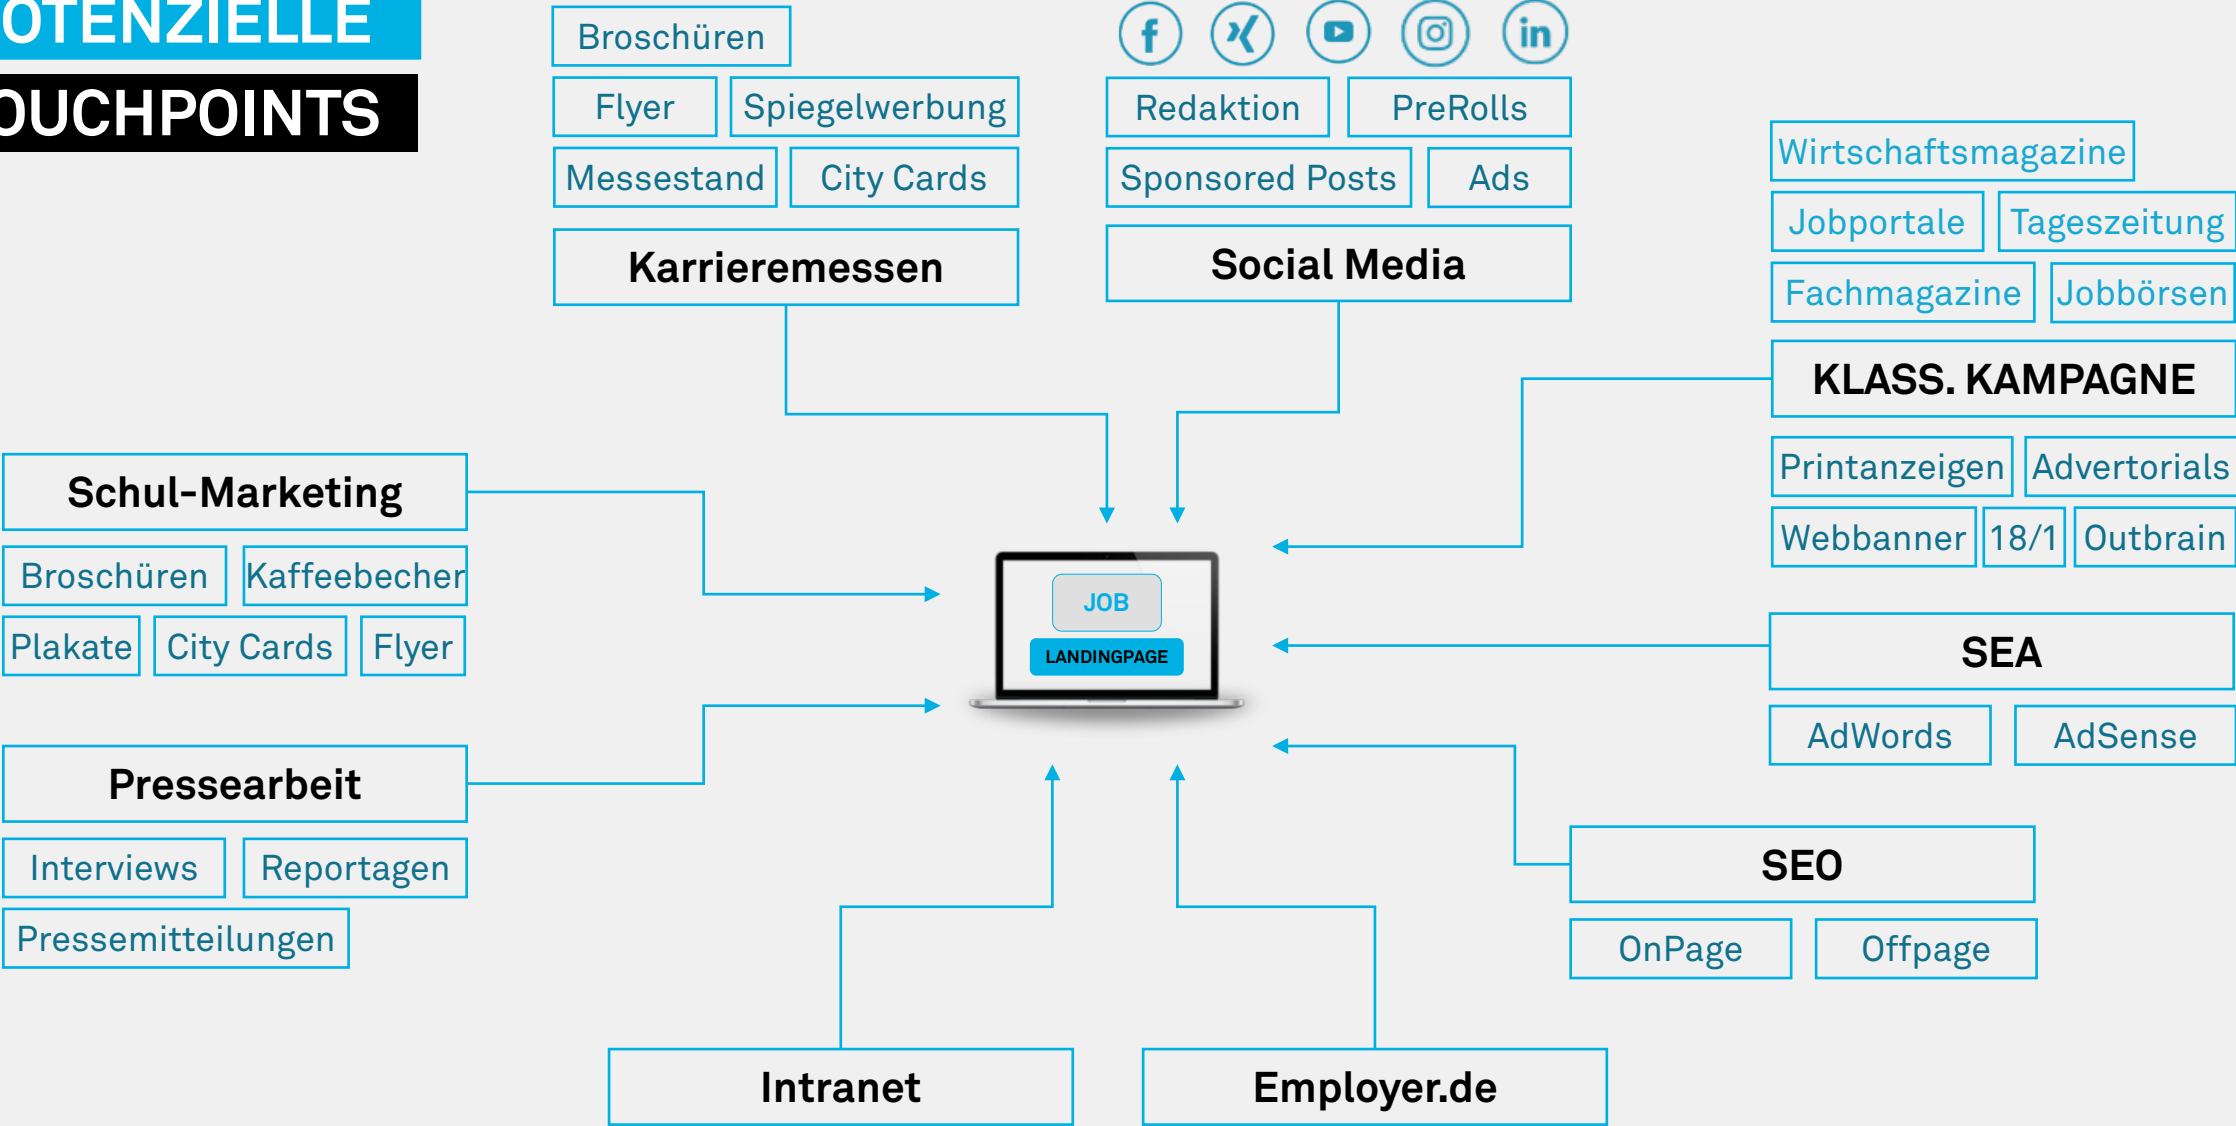 OTENZIELLE
OUCHPOINTS
Broschüren
Flyer Spiegelwerbung
Messestand City Cards
Karrieremessen
Redaktion PreRolls
Sponsored Posts Ads
Social Media
Wirtschaftsmagazine
Jobportale Tageszeitung
Fachmagazine Jobbörsen
KLASS. KAMPAGNE
Printanzeigen Advertorials
Webbanner 18/1 Outbrain
Schul-Marketing
Broschüren Kaffeebecher
Plakate City Cards Flyer
JOB
LANDINGPAGE
SEA
AdWords AdSense
Pressearbeit
Interviews Reportagen
Pressemitteilungen
SEO
OnPage Offpage
Intranet
Employer.de